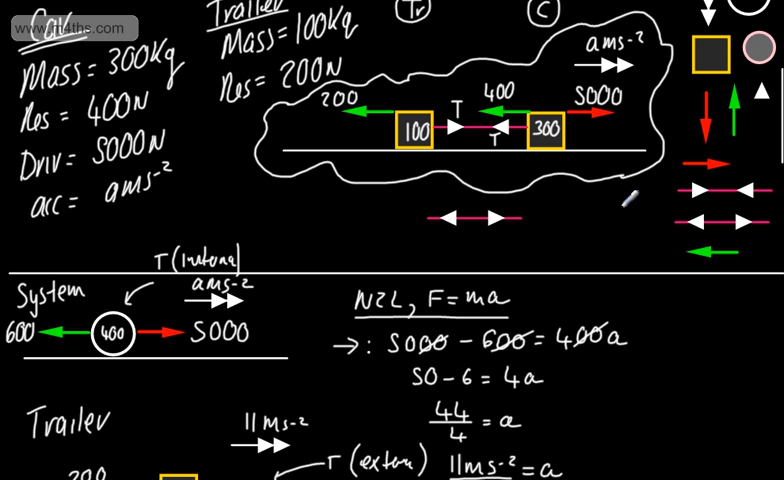 www.m4ths.com
Car
Mass = 300Kg
Res = 400N
Driv = 5000N
acc = ams-2
Trailer
Mass = 100Kg
Res = 200N
Tr
C
ams-2
200
400
5000
T
T
100
300
System
T (Internal)
ams-2
600
400
5000
N2L, F=ma
→: 5000 - 600 = 400a
50 - 6 = 4a
44/4 = a
11ms-2 = a
Trailer
11ms-2
T (extern)
200